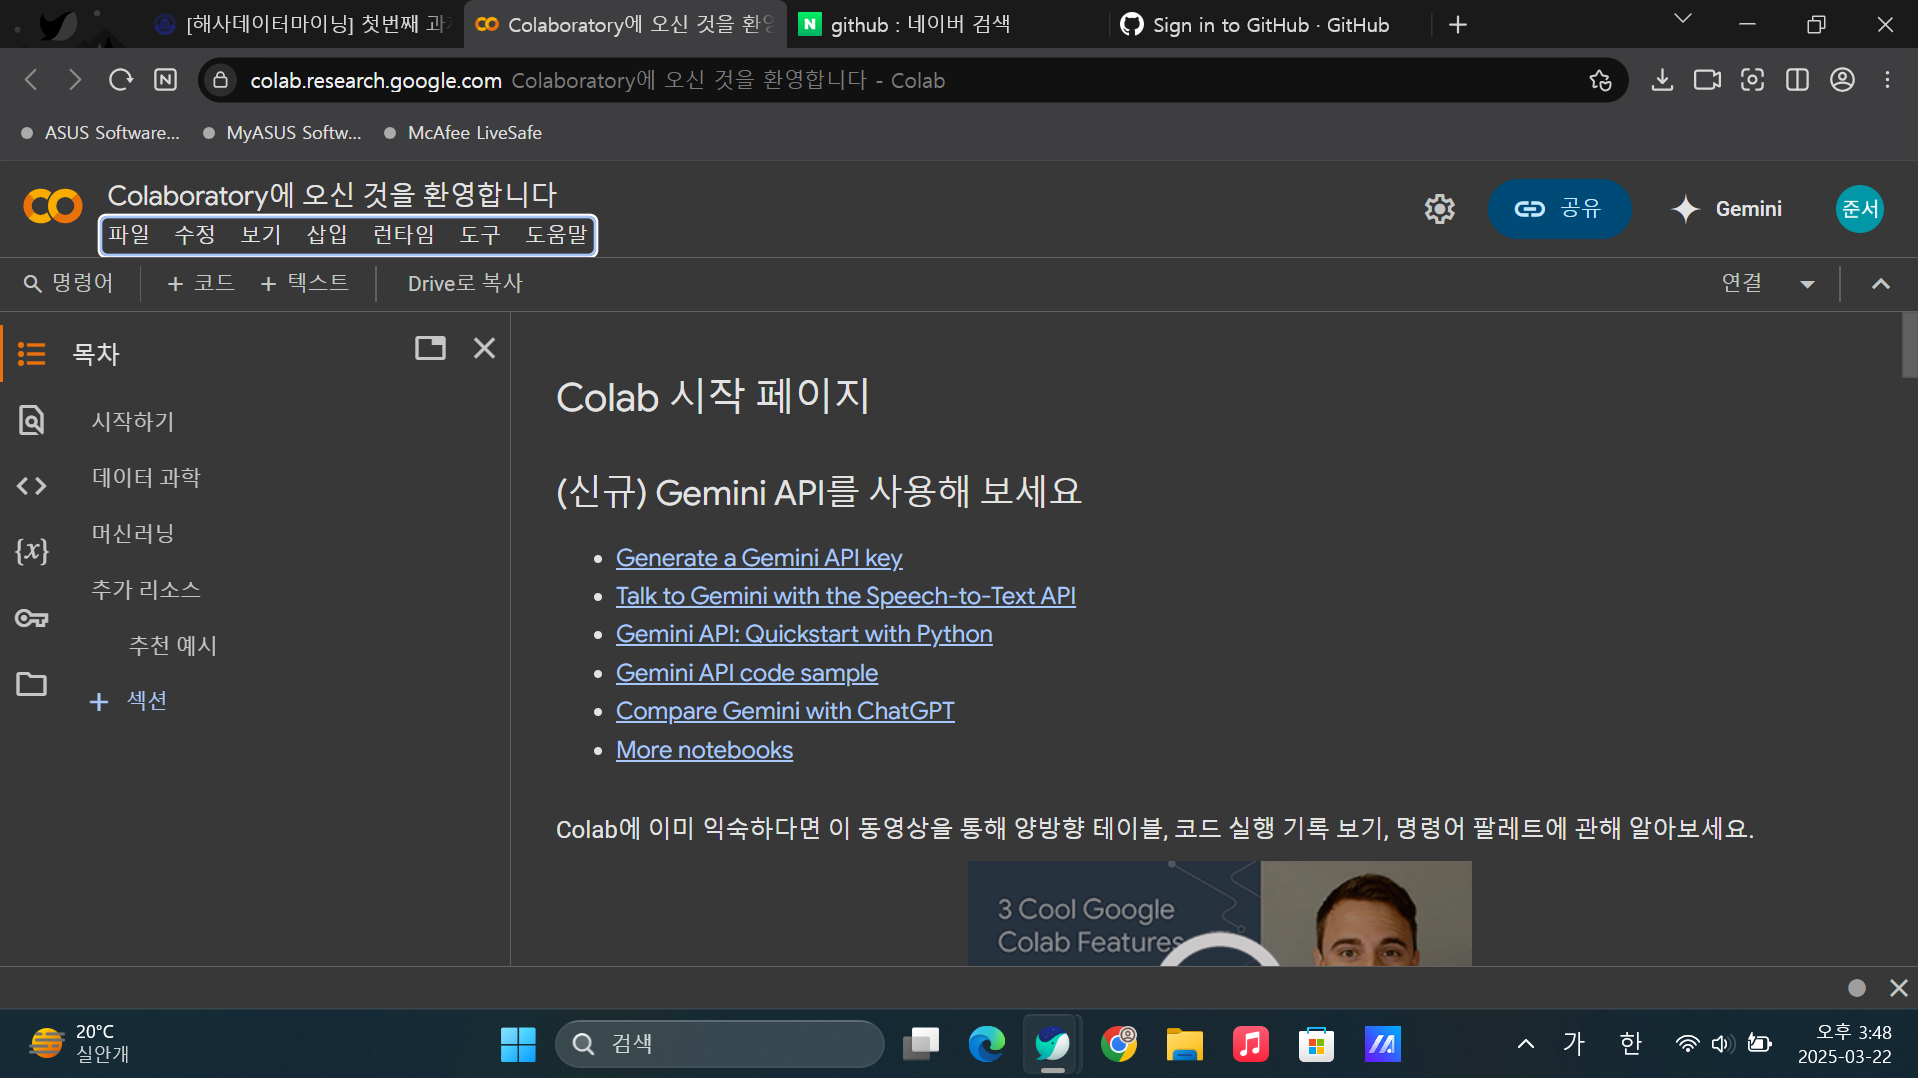 [해사데이터마이닝] 첫번째 과
Colaboratory에 오신 것을 환영
N github : 네이버 검색
Sign in to GitHub · GitHub
N
colab.research.google.com Colaboratory에 오신 것을 환영합니다 - Colab
ASUS Software...
MyASUS Softw...
McAfee LiveSafe
Colaboratory에 오신 것을 환영합니다
파일 수정 보기 삽입 런타임 도구 도움말
공유
Gemini
준서
명령어
+ 코드 + 텍스트
Drive로 복사
연결
목차
시작하기
데이터 과학
머신러닝
추가 리소스
추천 예시
+ 섹션
{x}
Colab 시작 페이지
(신규) Gemini API를 사용해 보세요
Generate a Gemini API key
Talk to Gemini with the Speech-to-Text API
Gemini API: Quickstart with Python
Gemini API code sample
Compare Gemini with ChatGPT
More notebooks
Colab에 이미 익숙하다면 이 동영상을 통해 양방향 테이블, 코드 실행 기록 보기, 명령어 팔레트에 관해 알아보세요.
3 Cool Google
Colab Features
20°C
실안개
검색
가
한
오후 3:48
2025-03-22